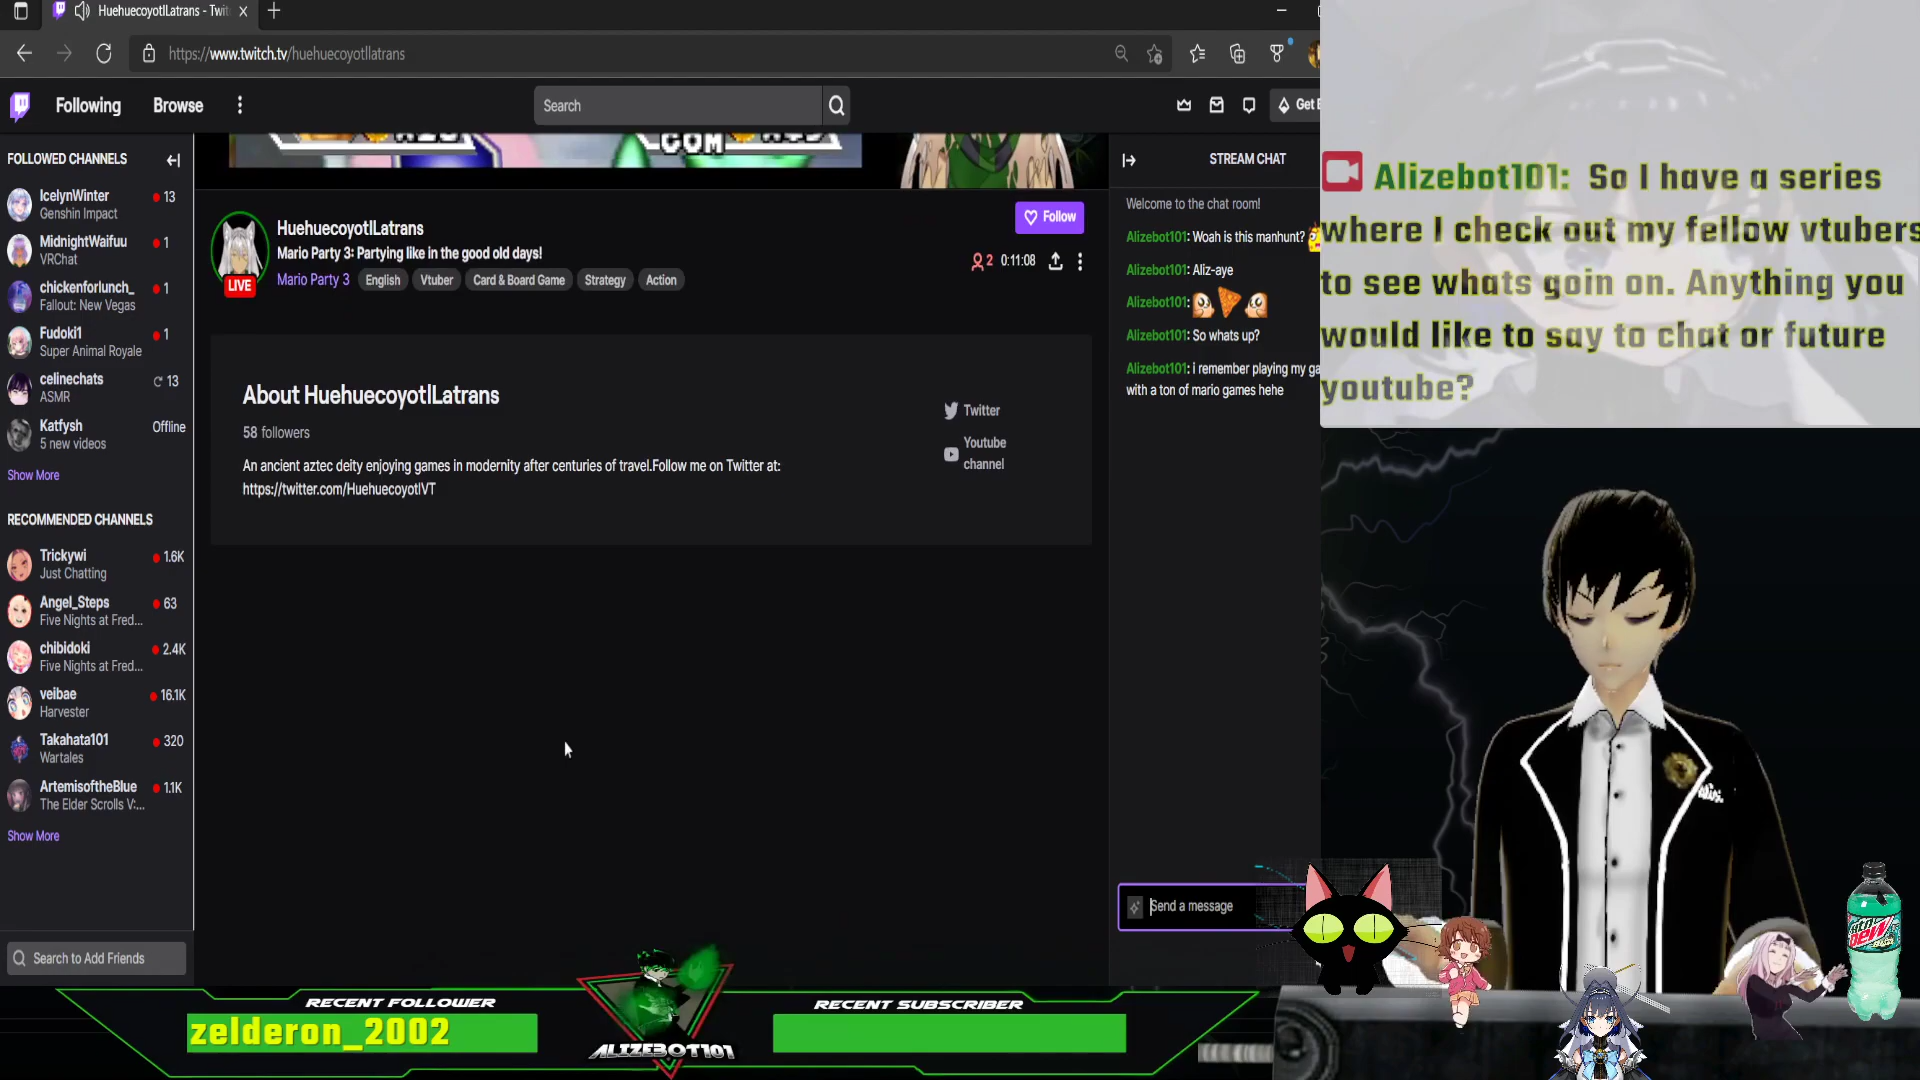 HuehuecoyotlLatrans - Twit
https://www.twitch.tv/huehuecoyotllatrans
Following
Browse
Search
Get B
FOLLOWED CHANNELS
IcelynWinter
13
Genshin Impact
MidnightWaifuu
1
VRChat
chickenforlunch_
1
Fallout: New Vegas
Fudoki1
1
Super Animal Royale
celinechats
13
ASMR
Katfysh
Offline
5 new videos
Show More
RECOMMENDED CHANNELS
Trickywi
1.6K
Just Chatting
Angel_Steps
63
Five Nights at Fred...
chibidoki
2.4K
Five Nights at Fred...
veibae
16.1K
Harvester
Takahata101
320
Wartales
ArtemisoftheBlue
1.1K
The Elder Scrolls V:...
Show More
Search to Add Friends
COM
HuehuecoyotlLatrans
Mario Party 3: Partying like in the good old days!
Mario Party 3
English
Vtuber
Card & Board Game
Strategy
Action
LIVE
Follow
2
0:11:08
About HuehuecoyotlLatrans
58 followers
An ancient aztec deity enjoying games in modernity after centuries of travel.Follow me on Twitter at:
https://twitter.com/HuehuecoyotlVT
Twitter
Youtube
channel
STREAM CHAT
Welcome to the chat room!
Alizebot101: Woah is this manhunt?
Alizebot101: Aliz-aye
Alizebot101:
Alizebot101: So whats up?
Alizebot101: i remember playing my ga
with a ton of mario games hehe
Send a message
Alizebot101: So I have a series
where I check out my fellow vtubers
to see whats goin on. Anything you
would like to say to chat or future
youtube?
RECENT FOLLOWER
zelderon_2002
ALIZEBOT101
RECENT SUBSCRIBER